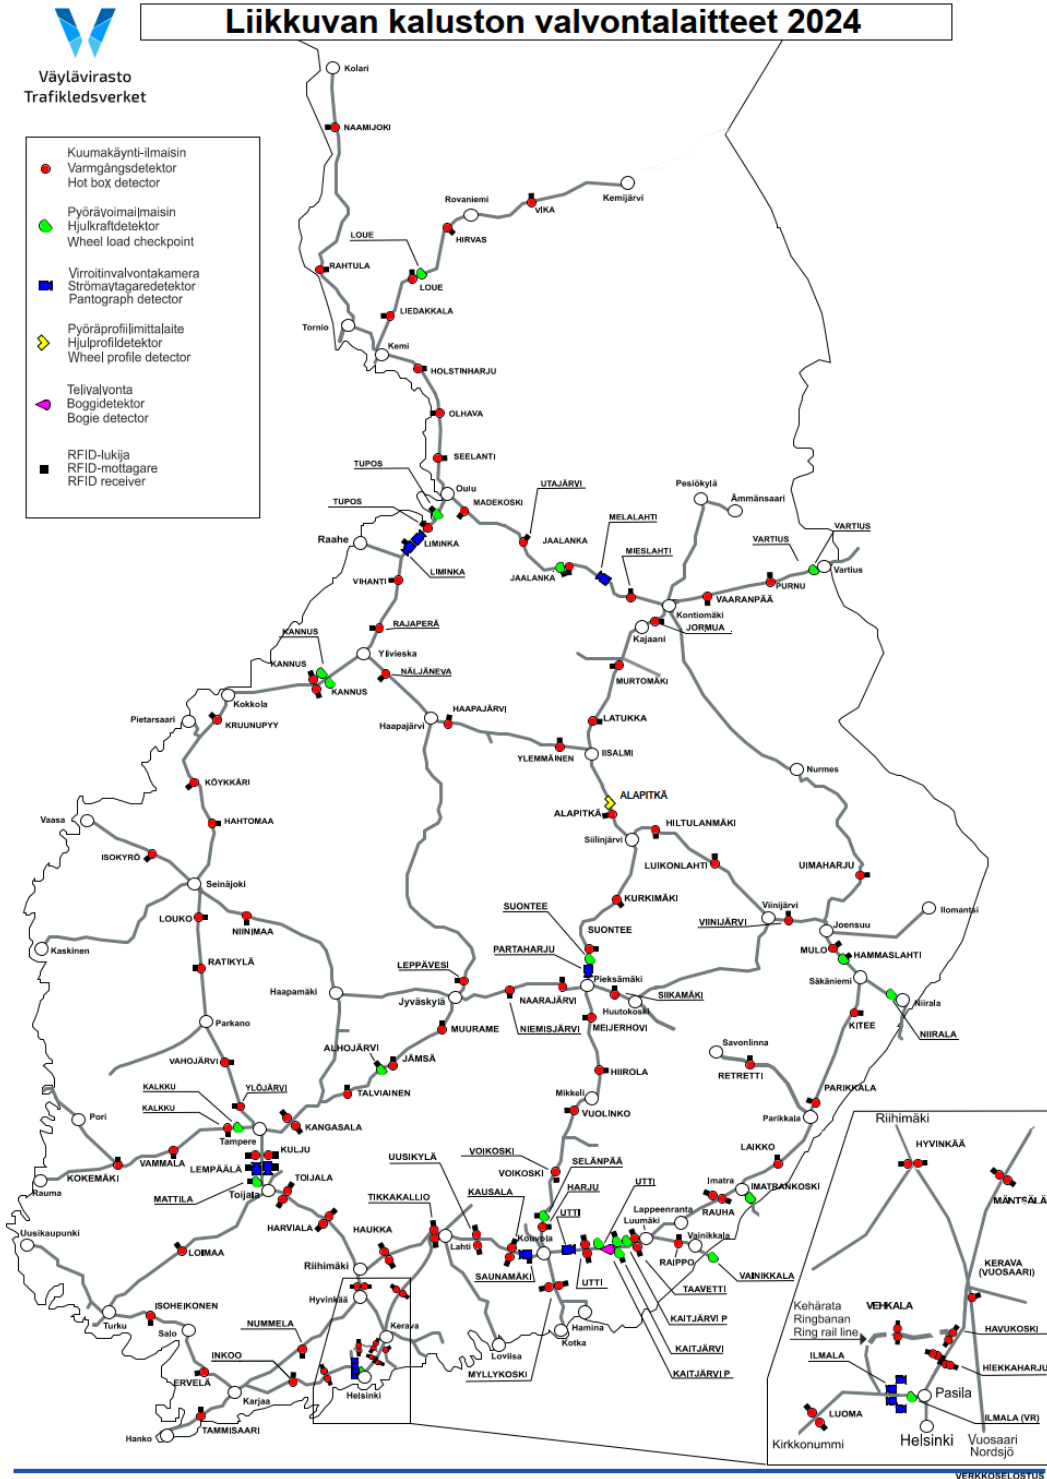 Liikkuvan kaluston valvontalaitteet 2024
Väylävirasto
Trafikledsverket
Kuumakäynti-ilmaisin
Varmgångsdetektor
Hot box detector
Pyörävoimailmaisin
Hjulkraftdetektor
Wheel load checkpoint
Virroitinvalvontakamera
Strömavtagaredetektor
Pantograph detector
Pyöräprofiilimittalaite
Hjulprofildetektor
Wheel profile detector
Telivalvonta
Boggidetektor
Bogie detector
RFID-lukija
RFID-mottagare
RFID receiver
Kolari
NAAMIJOKI
Kemijärvi
Rovaniemi
VIKA
LOUE
HIRVAS
RAHTULA
LOUE
LIEDAKKALA
Tornio
Kemi
HOLSTINHARJU
OLHAVA
SEELANTI
TUPOS
Oulu
UTAJÄRVI
Pesiökylä
Ämmänsaari
TUPOS
MADEKOSKI
MELALAHTI
VARTIUS
Raahe
LIMINKA
JAALANKA
MIESLAHTI
VARTIUS
LIMINKA
JAALANKA
Vartius
VIHANTI
PURNU
VAARANPÄÄ
Kontiomäki
RAJAPERÄ
JORMUA
KANNUS
Kajaani
Ylivieska
KANNUS
NÄLJÄNEVA
MURTOMÄKI
KANNUS
Kokkola
HAAPAJÄRVI
Pietarsaari
KRUUNUPYY
Haapajärvi
LATUKKA
YLEMMÄINEN
IISALMI
Nurmes
KÖYKKÄRI
ALAPITKÄ
ALAPITKÄ
Vaasa
HAHTOMAA
HILTULANMÄKI
Siilinjärvi
ISOKYRÖ
LUIKONLAHTI
UIMAHARJU
Seinäjoki
KURKIMÄKI
LOUKO
SUONTEE
Viinijärvi
Ilomantsi
NIINIMAA
VIINIJÄRVI
Joensuu
SUONTEE
Kaskinen
PARTAHARJU
MULO
HAMMASLAHTI
RATIKYLÄ
LEPPÄVESI
Pieksämäki
Säkäniemi
Haapamäki
NAARAJÄRVI
SIIKAMÄKI
Jyväskylä
Huutokoski
Niirala
Parkano
MUURAME
NIEMISJÄRVI
MEIJERHOVI
KITEE
NIIRALA
ALHOJÄRVI
Savonlinna
VAHOJÄRVI
JÄMSÄ
HIIROLA
RETRETTI
KALKKU
YLÖJÄRVI
TALVIAINEN
Mikkeli
PARIKKALA
KALKKU
VUOLINKO
Parikkala
Pori
KANGASALA
Tampere
KULJU
LAIKKO
VAMMALA
LEMPÄÄLÄ
UUSIKYLÄ
VOIKOSKI
SELÄNPÄÄ
KOKEMÄKI
TOIJALA
VOIKOSKI
HARJU
UTTI
Imatra
IMATRANKOSKI
Rauma
MATTILA
Toijala
TIKKAKALLIO
KAUSALA
UTTI
Lappeenranta
RAUHA
HARVIALA
HAUKKA
Luumäki
Uusikaupunki
Lahti
Kouvola
Vainikkala
LOIMAA
RAIPPO
Riihimäki
SAUNAMÄKI
UTTI
TAAVETTI
VAINIKKALA
Hyvinkää
ISOHEIKONEN
Hamina
KAITJÄRVI P
Turku
NUMMELA
Kerava
Kotka
Salo
Loviisa
KAITJÄRVI
INKOO
MYLLYKOSKI
KAITJÄRVI P
ERVELÄ
Helsinki
Karjaa
TAMMISAARI
Hanko
Riihimäki
HYVINKÄÄ
MÄNTSÄLÄ
KERAVA
(VUOSAARI)
Kehärata
Ringbanan
Ring rail line
VEHKALA
HAVUKOSKI
ILMALA
HIEKKAHARJU
Pasila
LUOMA
ILMALA (VR)
Kirkkonummi
Helsinki
Vuosaari
Nordsjö
VERKKOSELOSTUS